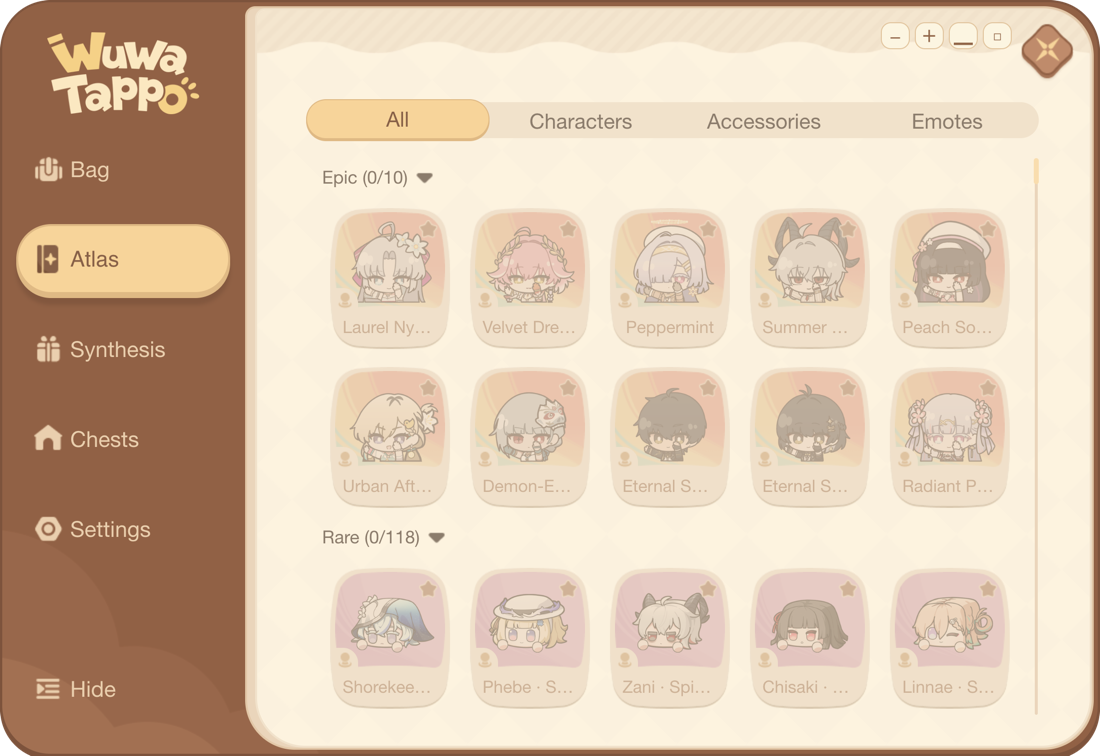 Wuwa
Tappo
Bag
Atlas
Synthesis
Chests
Settings
Hide
All
Characters
Accessories
Emotes
Epic (0/10)
Laurel Ny...
Velvet Dre...
Peppermint
Summer ...
Peach So...
Urban Aft...
Demon-E...
Eternal S...
Eternal S...
Radiant P...
Rare (0/118)
Shorekee...
Phebe · S...
Zani · Spi...
Chisaki · ...
Linnae · S...